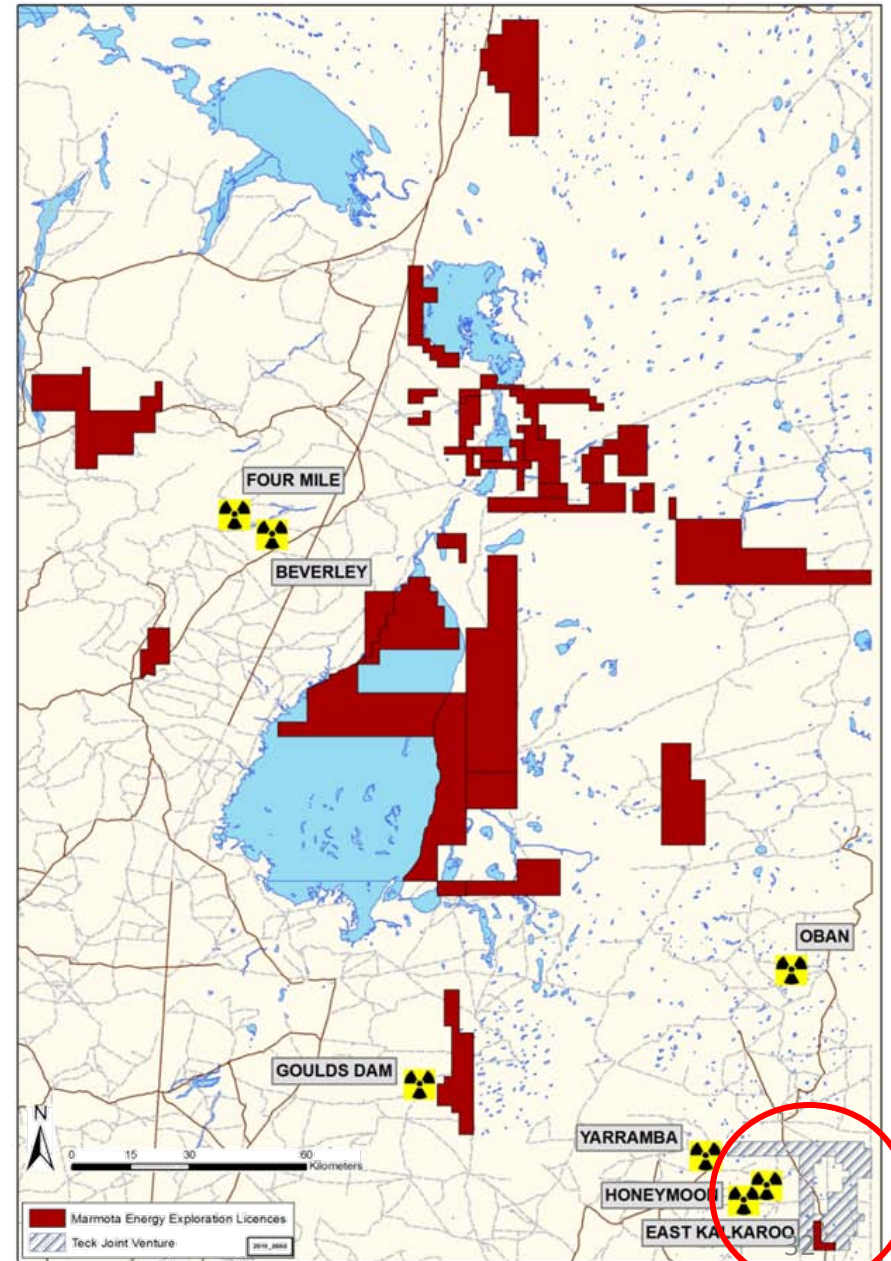 FOUR MILE
BEVERLEY
OBAN
GOULDS DAM
YARRAMBA
HONEYMOON
EAST KALKAROO
32
N
0 15 30 60
Kilometers
Marmota Energy Exploration Licences
Teck Joint Venture